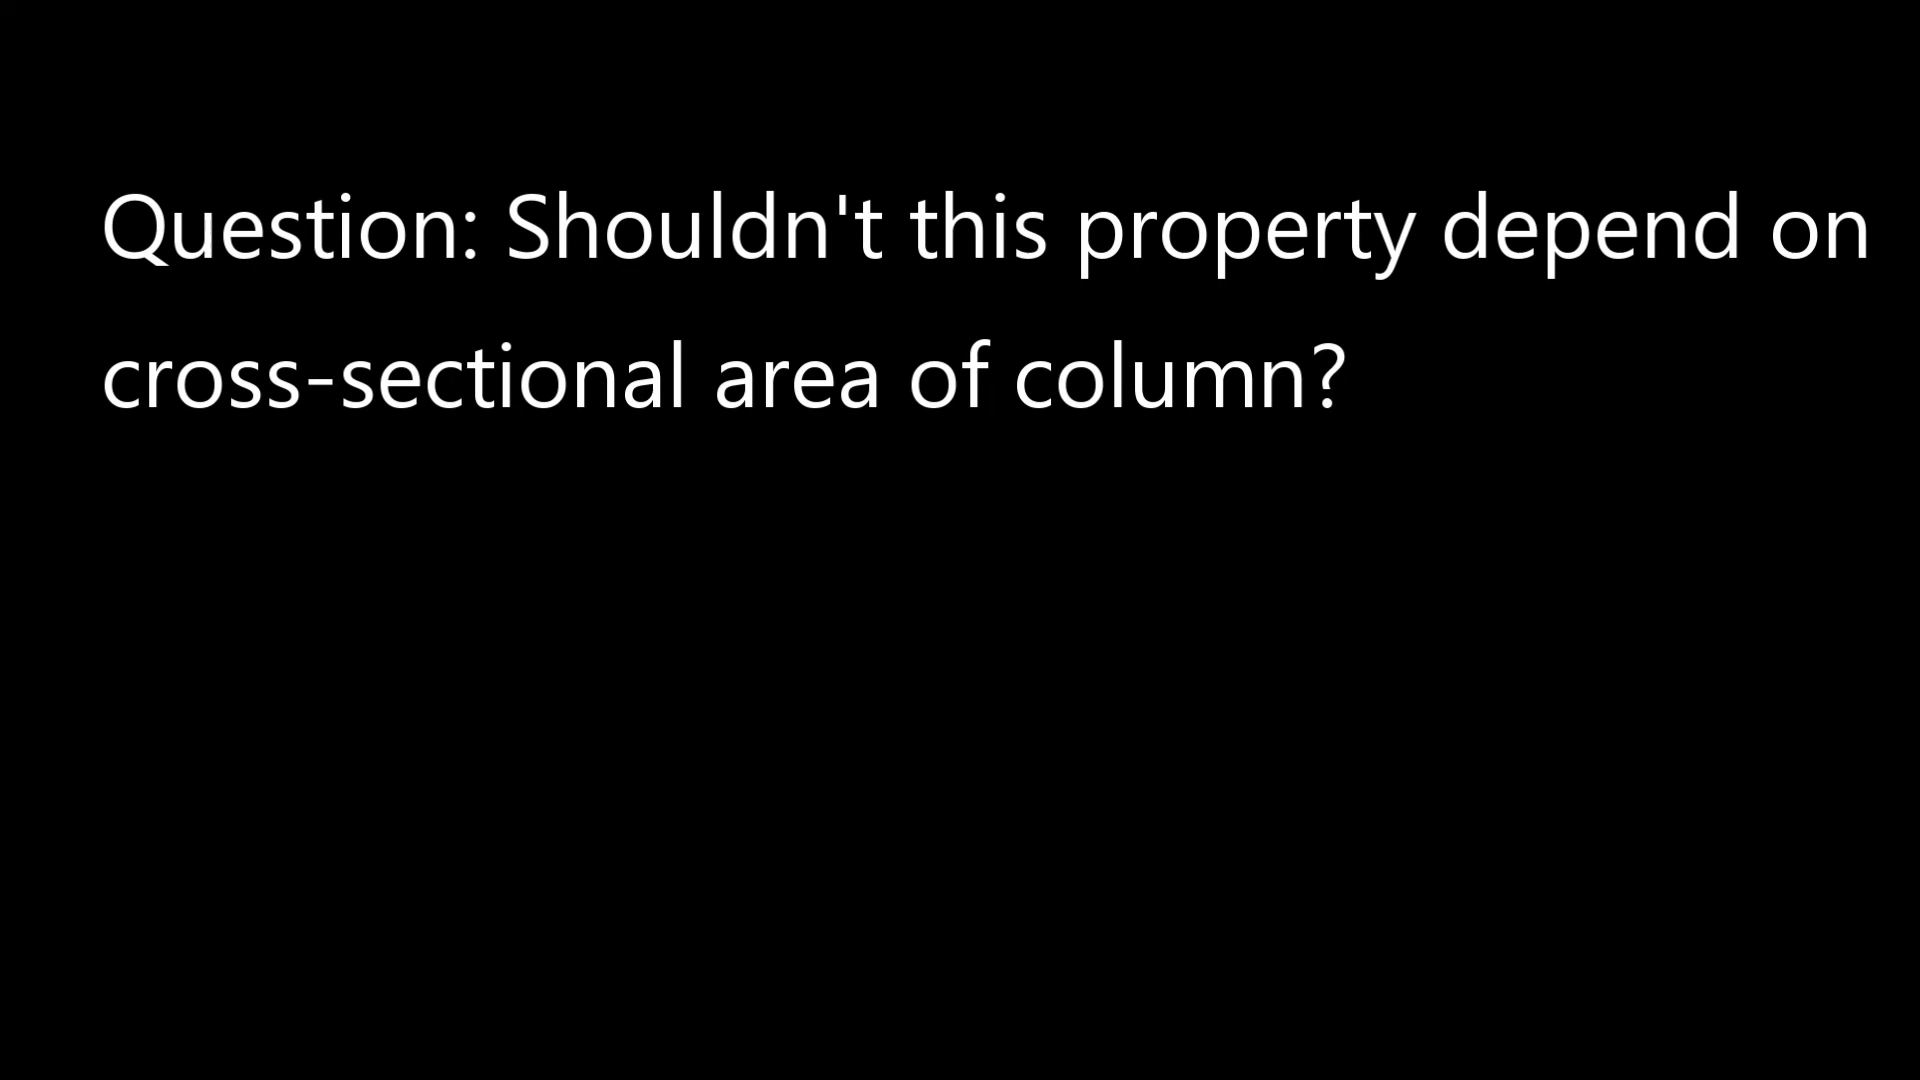 Question: Shouldn't this property depend on
cross-sectional area of column?